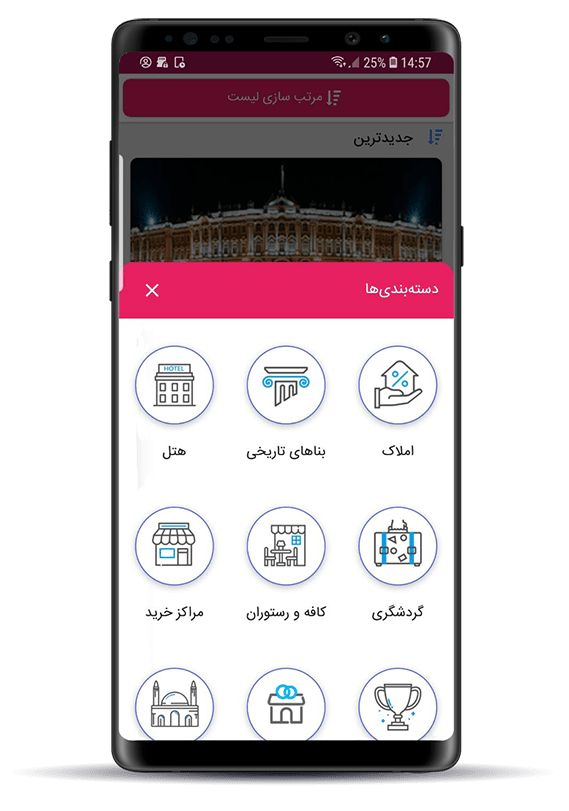 25% 14:57
مرتب سازی لیست
جدیدترین
دسته‌بندی‌ها
املاک
بناهای تاریخی
HOTEL
هتل
گردشگری
کافه و رستوران
مراکز خرید